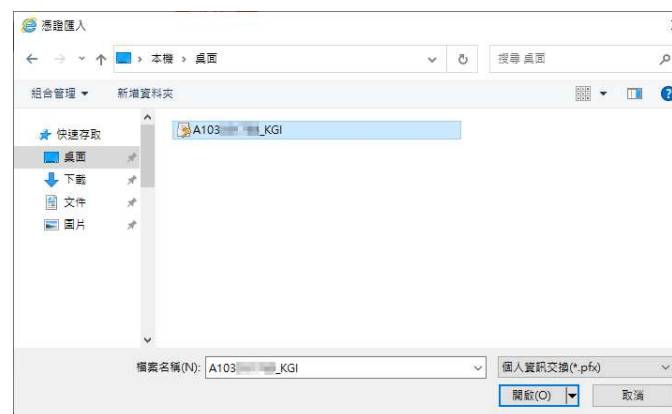 憑證匯入
本機 › 桌面
搜尋 桌面
組合管理
新增資料夾
快速存取
A103 _KGI
桌面
下載
文件
圖片
檔案名稱(N): A103 _KGI
個人資訊交換(*.pfx)
開啟(O)
取消